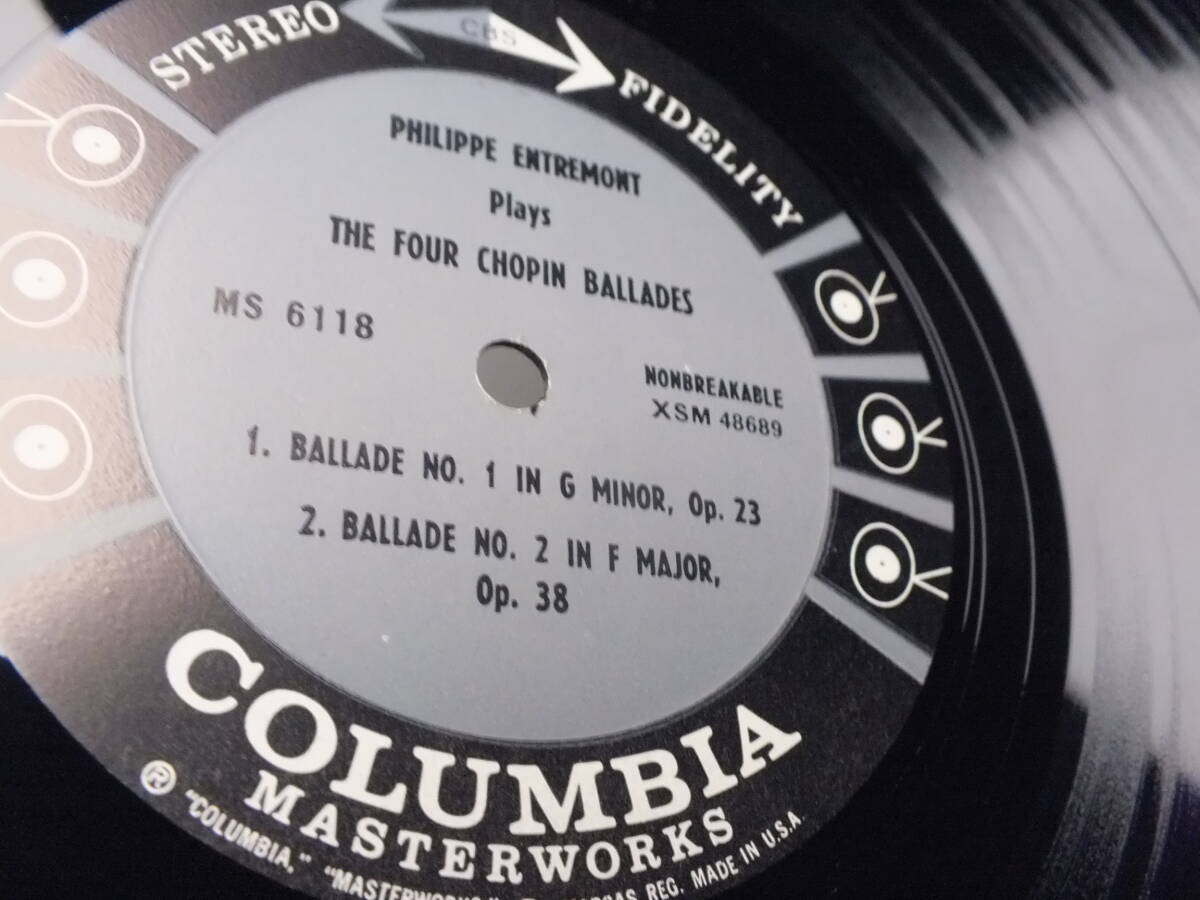 STEREO CBS FIDELITY
PHILIPPE ENTREMONT
Plays
THE FOUR CHOPIN BALLADES
MS 6118
NONBREAKABLE
XSM 48689
1. BALLADE NO. 1 IN G MINOR, Op. 23
2. BALLADE NO. 2 IN F MAJOR,
Op. 38
COLUMBIA
MASTERWORKS
® "COLUMBIA," "MASTERWORKS," REG. MADE IN U.S.A.